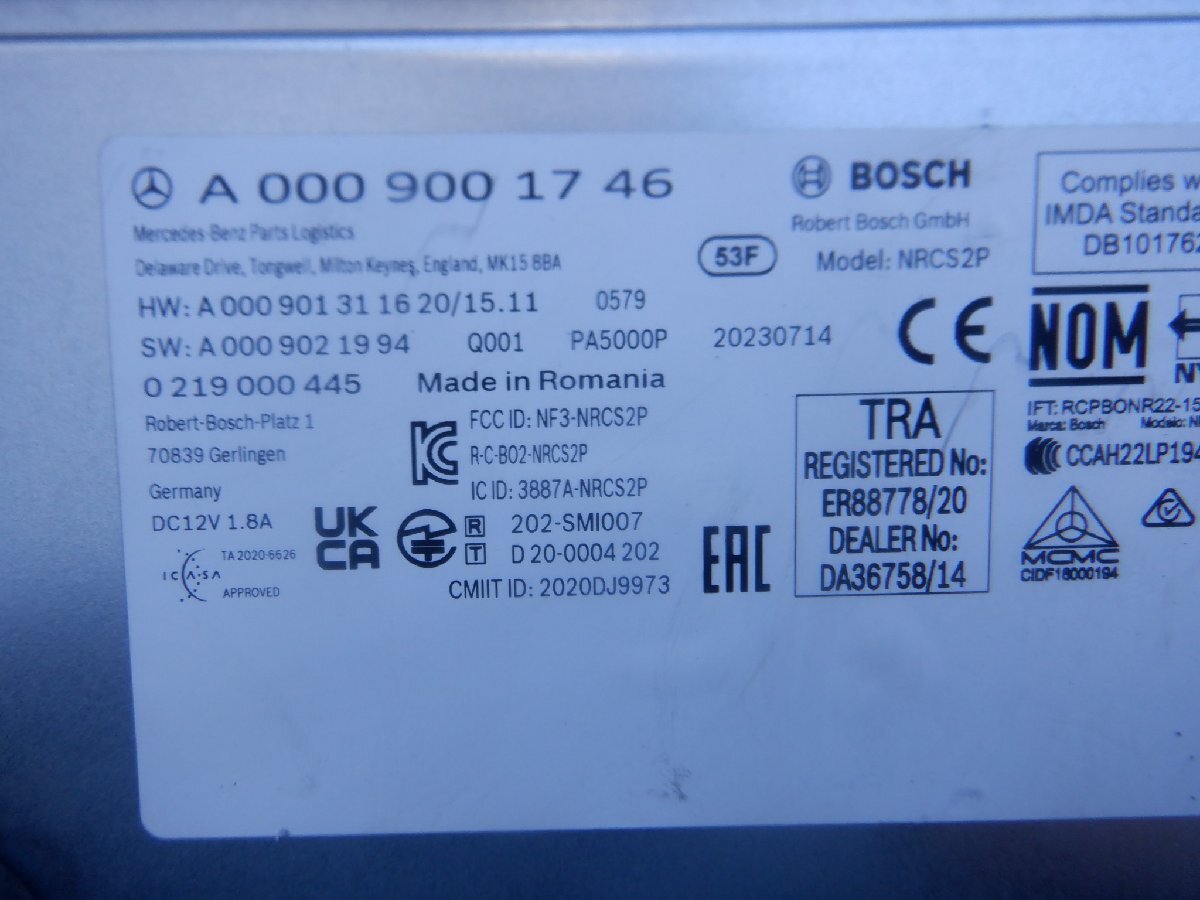 A 000 900 17 46
Mercedes-Benz Parts Logistics
Delaware Drive, Tongwell, Milton Keynes, England, MK15 8BA
HW: A 000 901 31 16 20/15.11 0579
SW: A 000 902 19 94 Q001 PA5000P 20230714
0 219 000 445 Made in Romania
Robert-Bosch-Platz 1
70839 Gerlingen
Germany
DC12V 1.8A
ICASA
TA 2020-6626
APPROVED
UK
CA
FCC ID: NF3-NRCS2P
R-C-B02-NRCS2P
IC ID: 3887A-NRCS2P
R 202-SMI007
T D 20-0004 202
CMIIT ID: 2020DJ9973
EAC
53F
BOSCH
Robert Bosch GmbH
Model: NRCS2P
CE
TRA
REGISTERED No:
ER88778/20
DEALER No:
DA36758/14
Complies
IMDA
DB101762
NOM
IFT: RCPBONR22-15
Marca: Bosch Modelo:
CCAH22LP194
MCMC
CIDF18000194